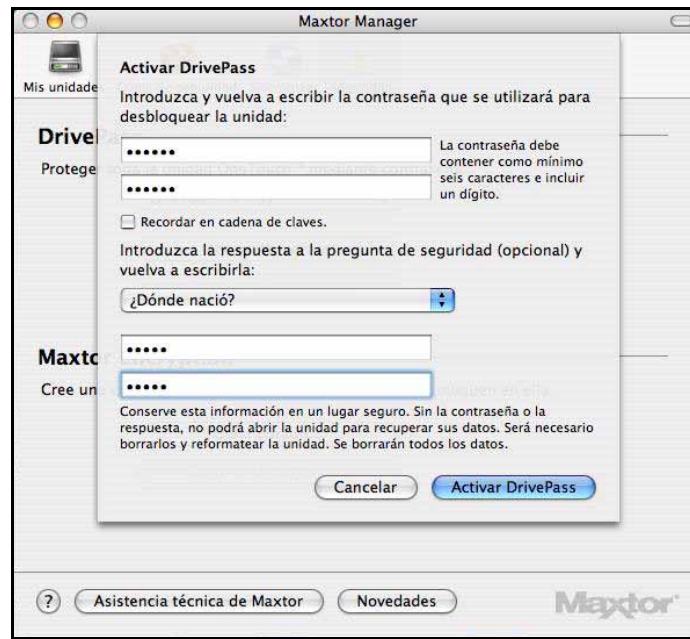 Maxtor Manager
Mis unidade
Activar DrivePass
Introduzca y vuelva a escribir la contraseña que se utilizará para
desbloquear la unidad:
DriveP
Protege
••••••
La contraseña debe
contener como mínimo
seis caracteres e incluir
un dígito.
••••••
Recordar en cadena de claves.
Introduzca la respuesta a la pregunta de seguridad (opcional) y
vuelva a escribirla:
¿Dónde nació?
Maxto
Cree un
•••••
•••••
Conserve esta información en un lugar seguro. Sin la contraseña o la
respuesta, no podrá abrir la unidad para recuperar sus datos. Será necesario
borrarlos y reformatear la unidad. Se borrarán todos los datos.
Cancelar
Activar DrivePass
?
Asistencia técnica de Maxtor
Novedades
Maxtor